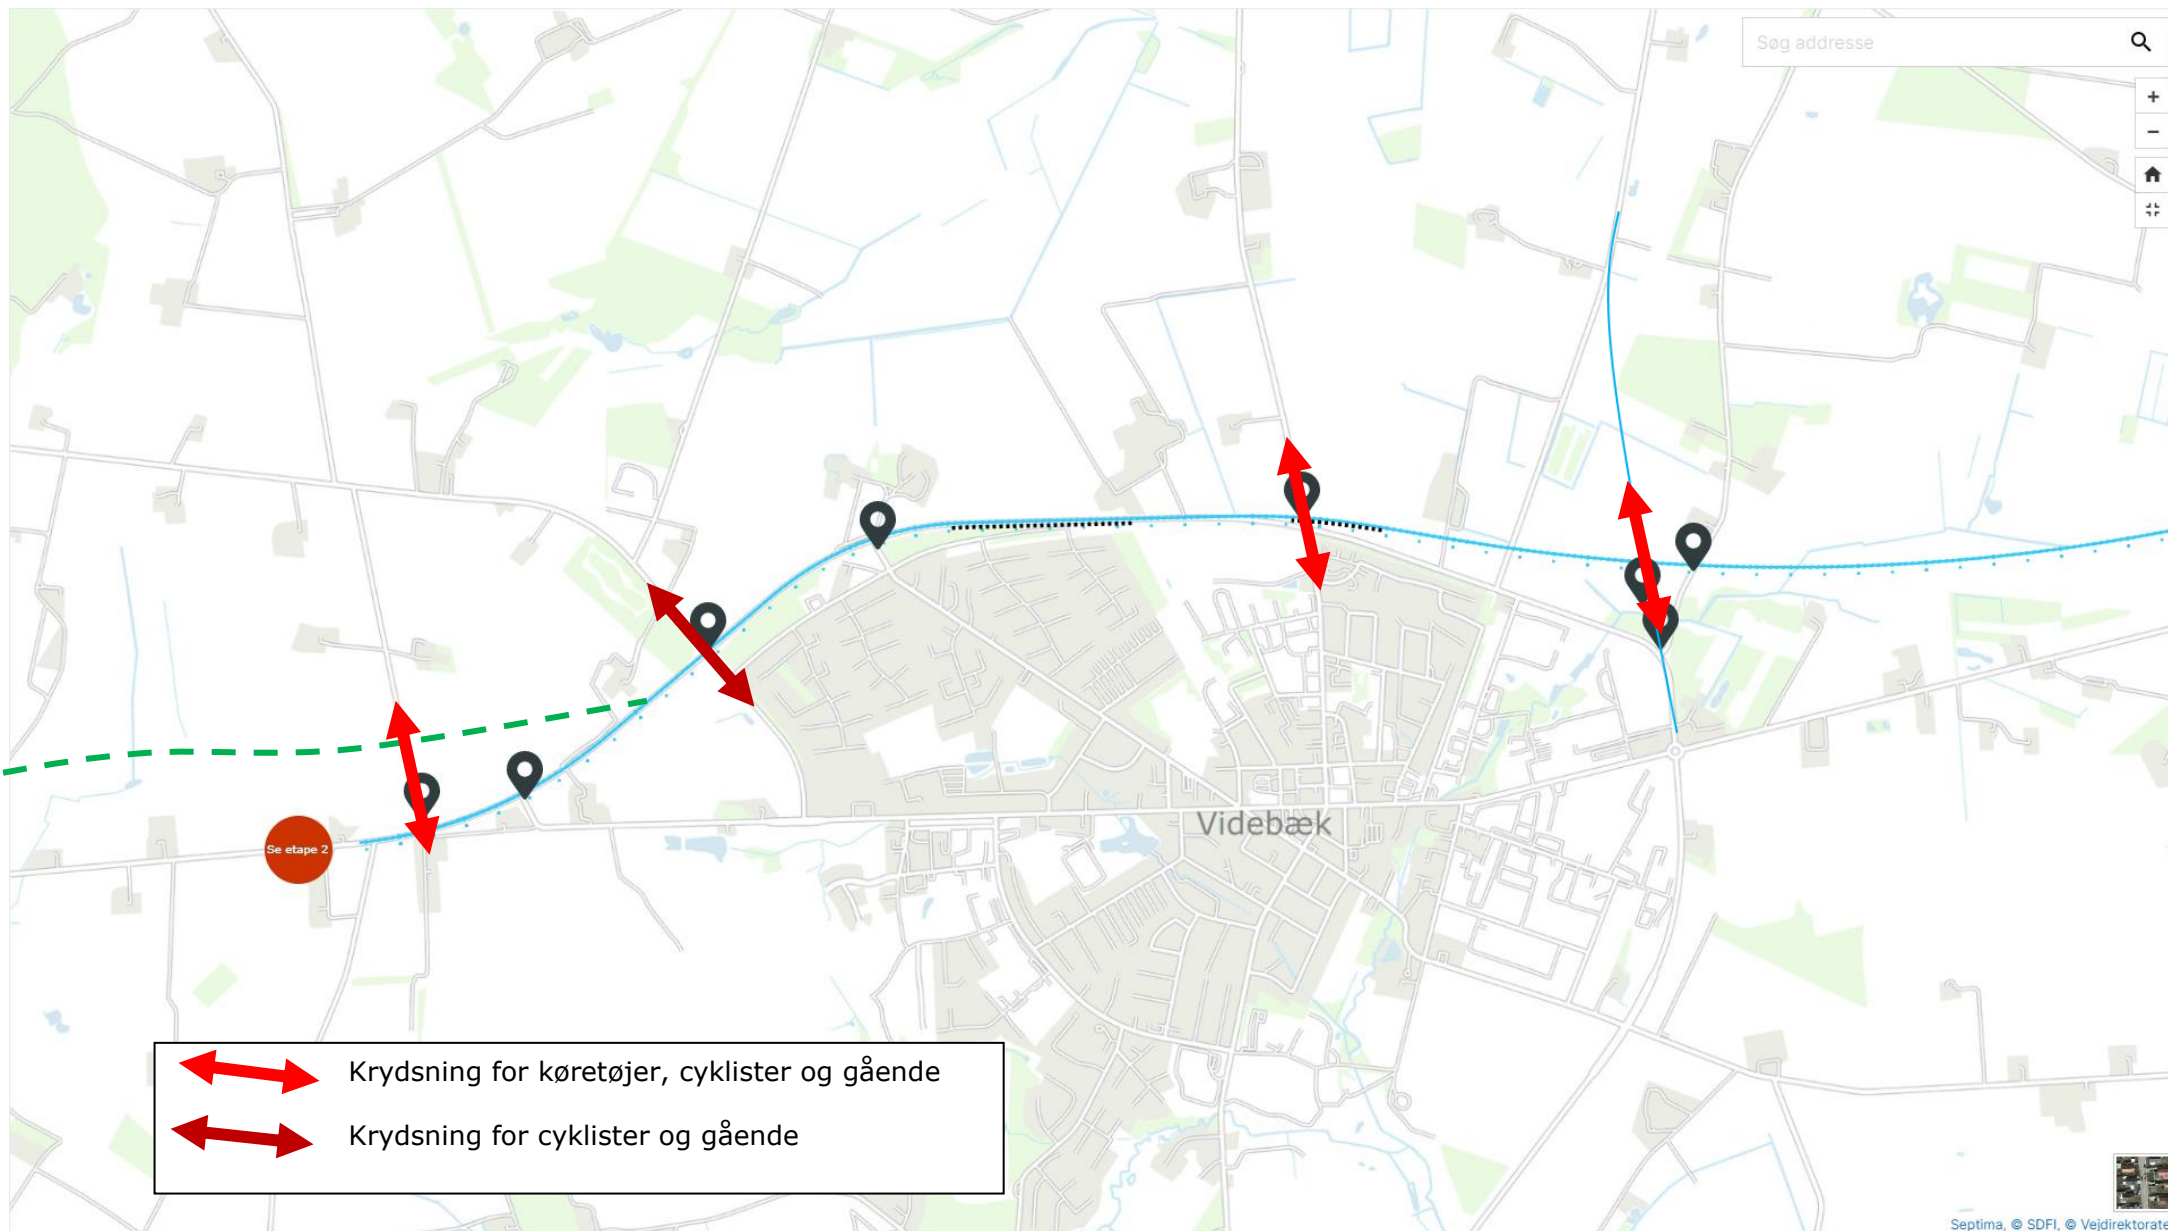 Søg addresse
+
−
Se etape 2
Videbæk
Krydsning for køretøjer, cyklister og gående
Krydsning for cyklister og gående
Septima, © SDFI, © Vejdirektorate